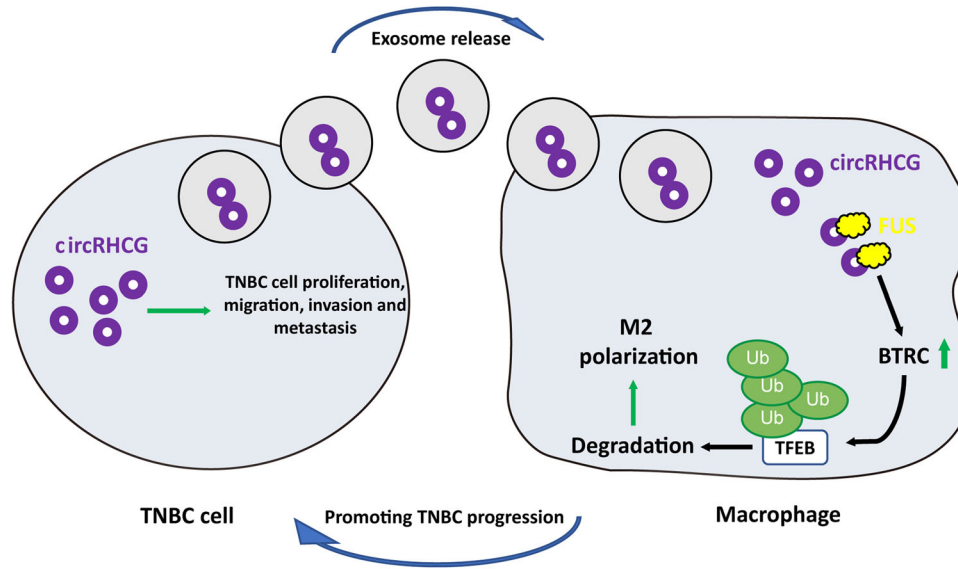 Exosome release
circRHCG
TNBC cell proliferation,
migration, invasion and
metastasis
circRHCG
FUS
BTRC
M2
polarization
Ub
Ub
Ub
Ub
TFEB
Degradation
TNBC cell
Promoting TNBC progression
Macrophage